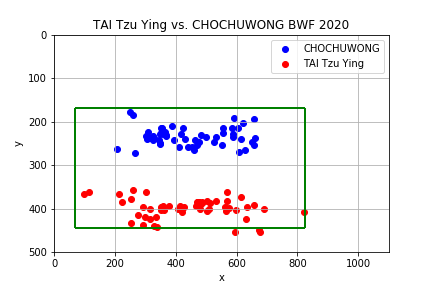 TAI Tzu Ying vs. CHOCHUWONG BWF 2020
CHOCHUWONG
TAI Tzu Ying
0
100
200
300
400
500
y
0 200 400 600 800 1000
x